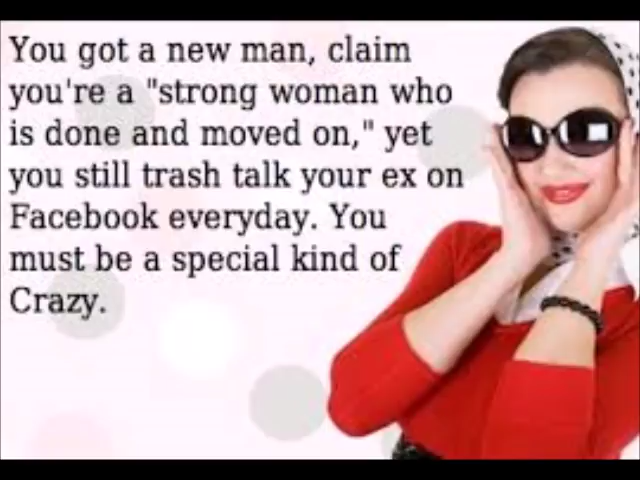 You got a new man, claim
you're a "strong woman who
is done and moved on," yet
you still trash talk your ex on
Facebook everyday. You
must be a special kind of
Crazy.